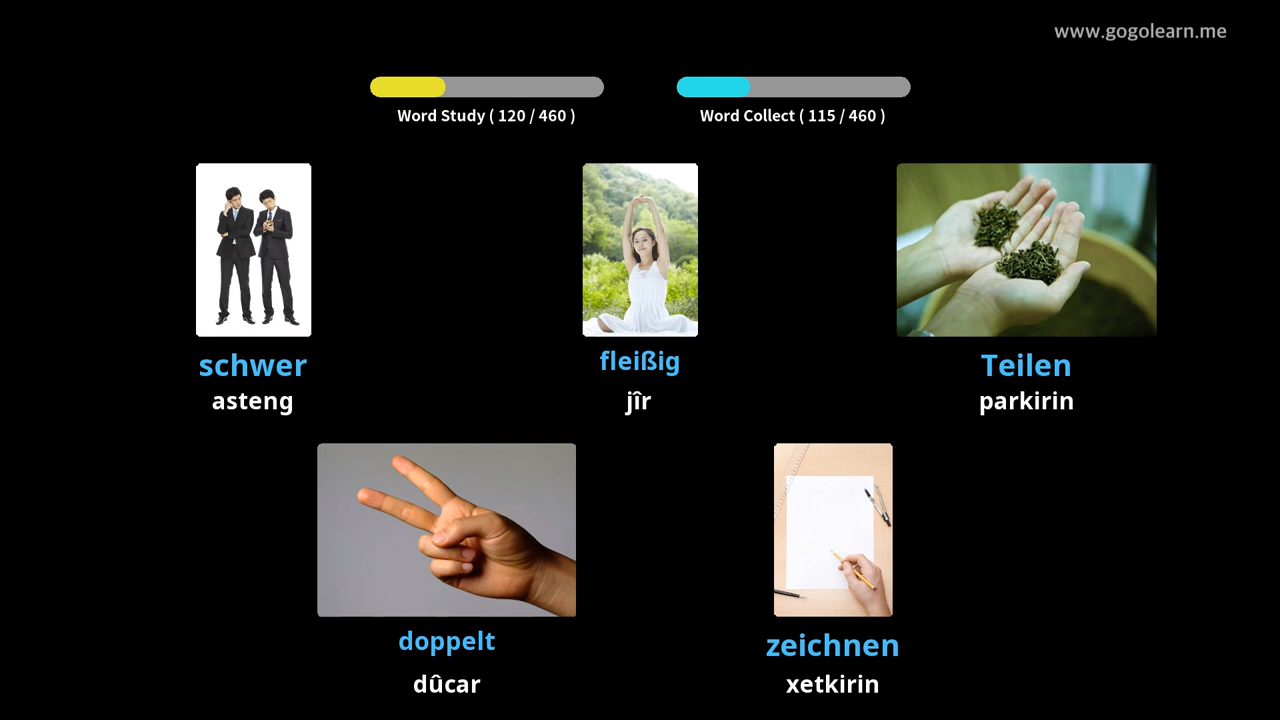 www.gogolearn.me
Word Study ( 120 / 460 )
Word Collect ( 115 / 460 )
schwer
asteng
fleißig
jîr
Teilen
parkirin
doppelt
dûcar
zeichnen
xetkirin